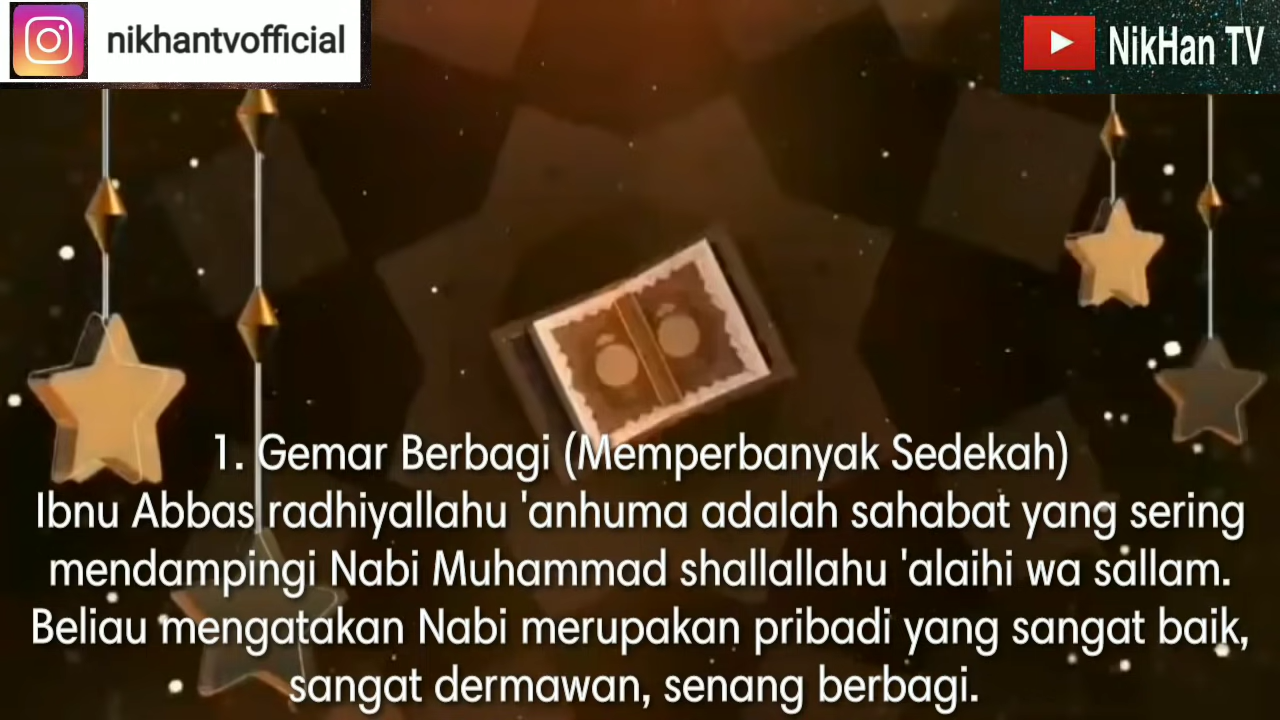 nikhantvofficial
NikHan TV
1. Gemar Berbagi (Memperbanyak Sedekah)
Ibnu Abbas radhiyallahu 'anhuma adalah sahabat yang sering
mendampingi Nabi Muhammad shallallahu 'alaihi wa sallam.
Beliau mengatakan Nabi merupakan pribadi yang sangat baik,
sangat dermawan, senang berbagi.